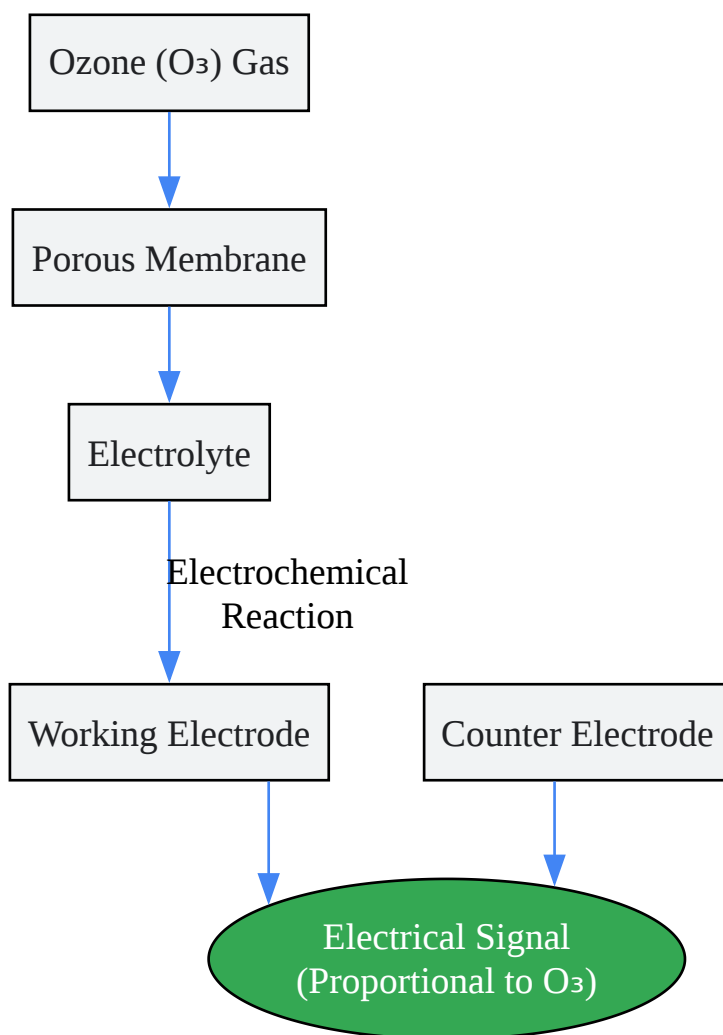 Ozone (O₃) Gas
Porous Membrane
Electrolyte
Electrochemical
Reaction
Working Electrode
Counter Electrode
Electrical Signal
(Proportional to O₃)